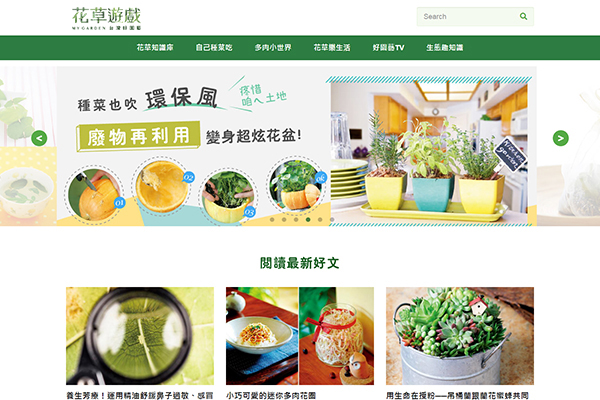 花草遊戲
MY GARDEN 台灣好園藝
Search
花草知識庫 自己種菜吃 多肉小世界 花草樂生活 好園藝TV 生態趣知識
種菜也吹 環保風
疼惜
咱ㄟ土地
廢物再利用 變身超炫花盆!
01
02
03
04
<
>
閱讀最新好文
養生芳療!運用精油舒緩鼻子過敏、感冒
小巧可愛的迷你多肉花園
用生命在授粉──吊桶蘭跟蘭花蜜蜂共同